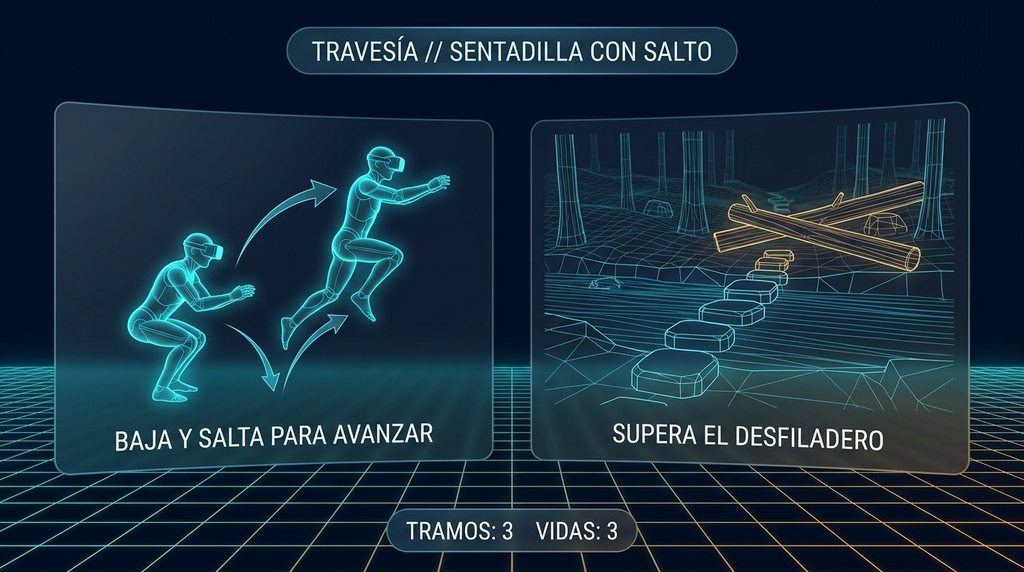 TRAVESÍA // SENTADILLA CON SALTO
BAJA Y SALTA PARA AVANZAR
SUPERA EL DESFILADERO
TRAMOS: 3 VIDAS: 3